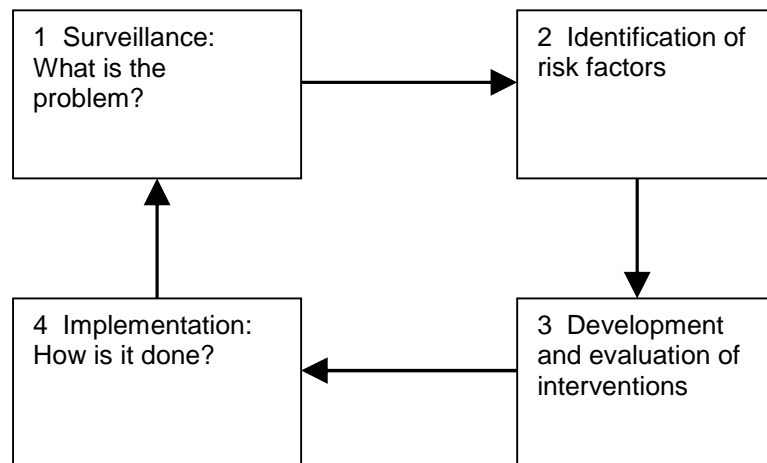 1  Surveillance:
What is the
problem?
2  Identification of
risk factors
3  Development
and evaluation of
interventions
4  Implementation:
How is it done?